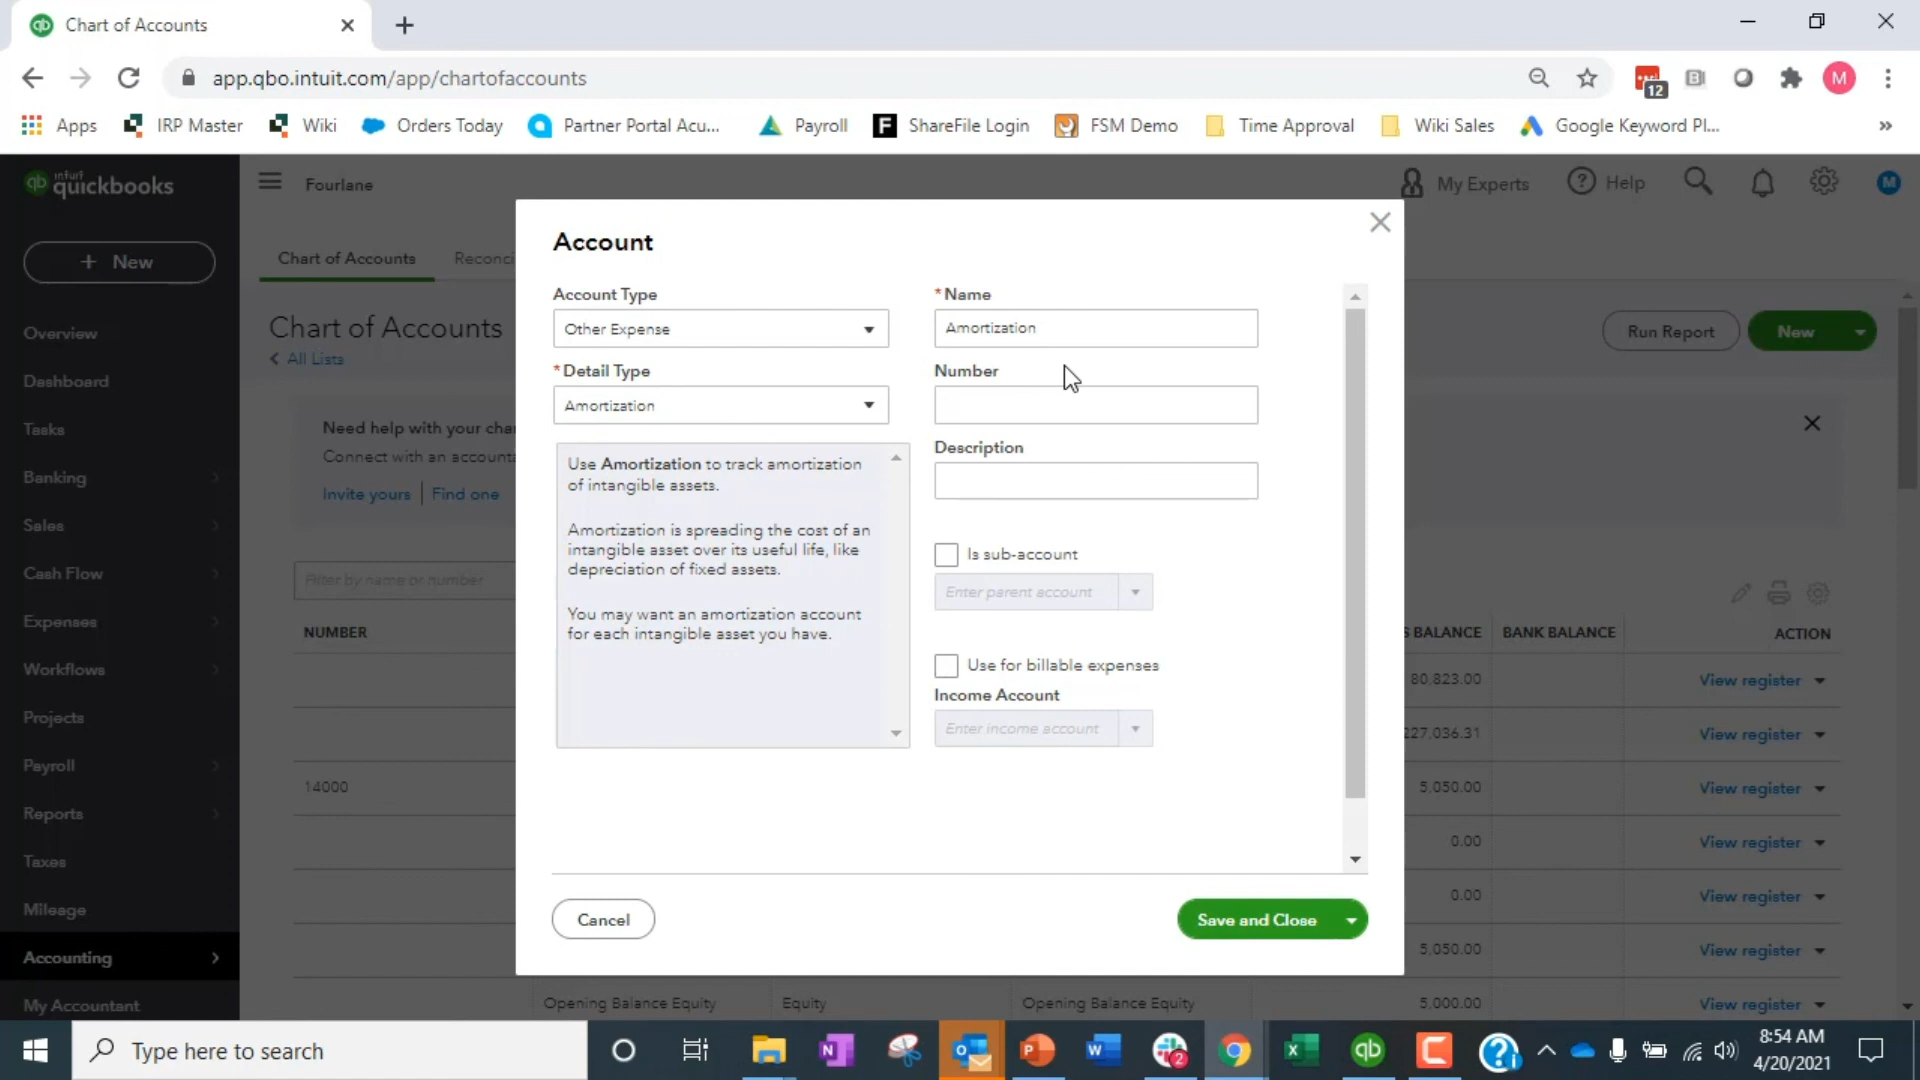 Chart of Accounts
app.qbo.intuit.com/app/chartofaccounts
12
M
Apps
IRP Master
Wiki
Orders Today
Partner Portal Acu...
Payroll
F ShareFile Login
FSM Demo
Time Approval
Wiki Sales
Google Keyword Pl...
»
qb intuit quickbooks
Fourlane
My Experts
? Help
M
+ New
Overview
Dashboard
Tasks
Banking
Sales
Cash Flow
Expenses
Workflows
Projects
Payroll
Reports
Taxes
Mileage
Accounting
My Accountant
Chart of Accounts
Reconci
Chart of Accounts
All Lists
Run Report
New
Need help with your cha
Connect with an accounta
Invite yours
Find one
Filter by name or number
NUMBER
S BALANCE
BANK BALANCE
ACTION
80,823.00
View register
227,036.31
View register
14000
5,050.00
View register
0.00
View register
0.00
View register
5,050.00
View register
Opening Balance Equity
Equity
Opening Balance Equity
5,000.00
View register
Account
Account Type
Other Expense
*Detail Type
Amortization
Use Amortization to track amortization
of intangible assets.
Amortization is spreading the cost of an
intangible asset over its useful life, like
depreciation of fixed assets.
You may want an amortization account
for each intangible asset you have.
*Name
Amortization
Number
Description
Is sub-account
Enter parent account
Use for billable expenses
Income Account
Enter income account
Cancel
Save and Close
Type here to search
8:54 AM
4/20/2021